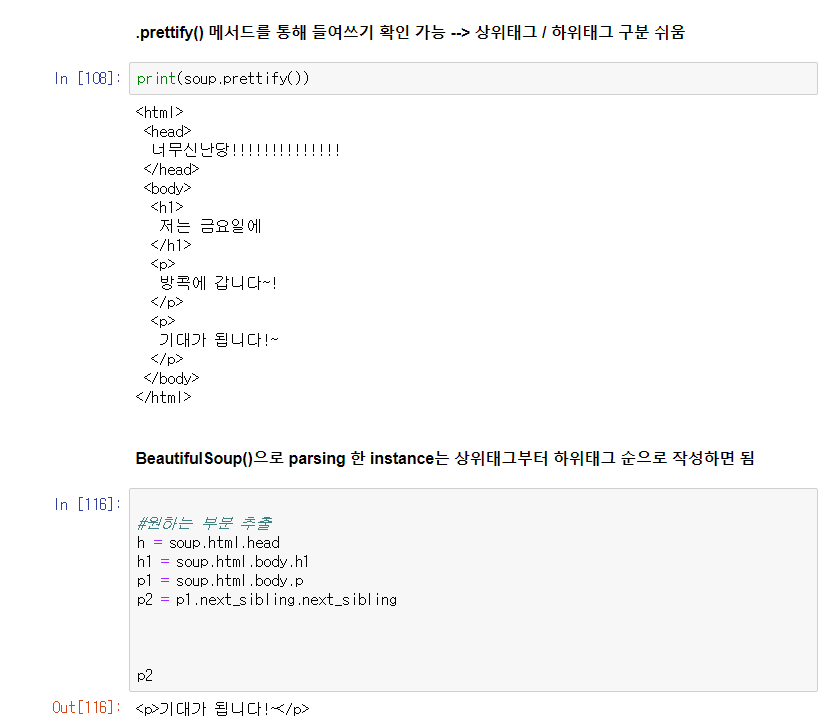 .prettify() 메서드를 통해 들여쓰기 확인 가능 --> 상위태그 / 하위태그 구분 쉬움
In [108]: print(soup.prettify())
<html>
<head>
너무신난당!!!!!!!!!!!!!!
</head>
<body>
<h1>
저는 금요일에
</h1>
<p>
방콕에 갑니다~!
</p>
<p>
기대가 됩니다!~
</p>
</body>
</html>
BeautifulSoup()으로 parsing 한 instance는 상위태그부터 하위태그 순으로 작성하면 됨
In [116]:
#원하는 부분 추출
h = soup.html.head
h1 = soup.html.body.h1
p1 = soup.html.body.p
p2 = p1.next_sibling.next_sibling
p2
Out[116]: <p>기대가 됩니다!~</p>